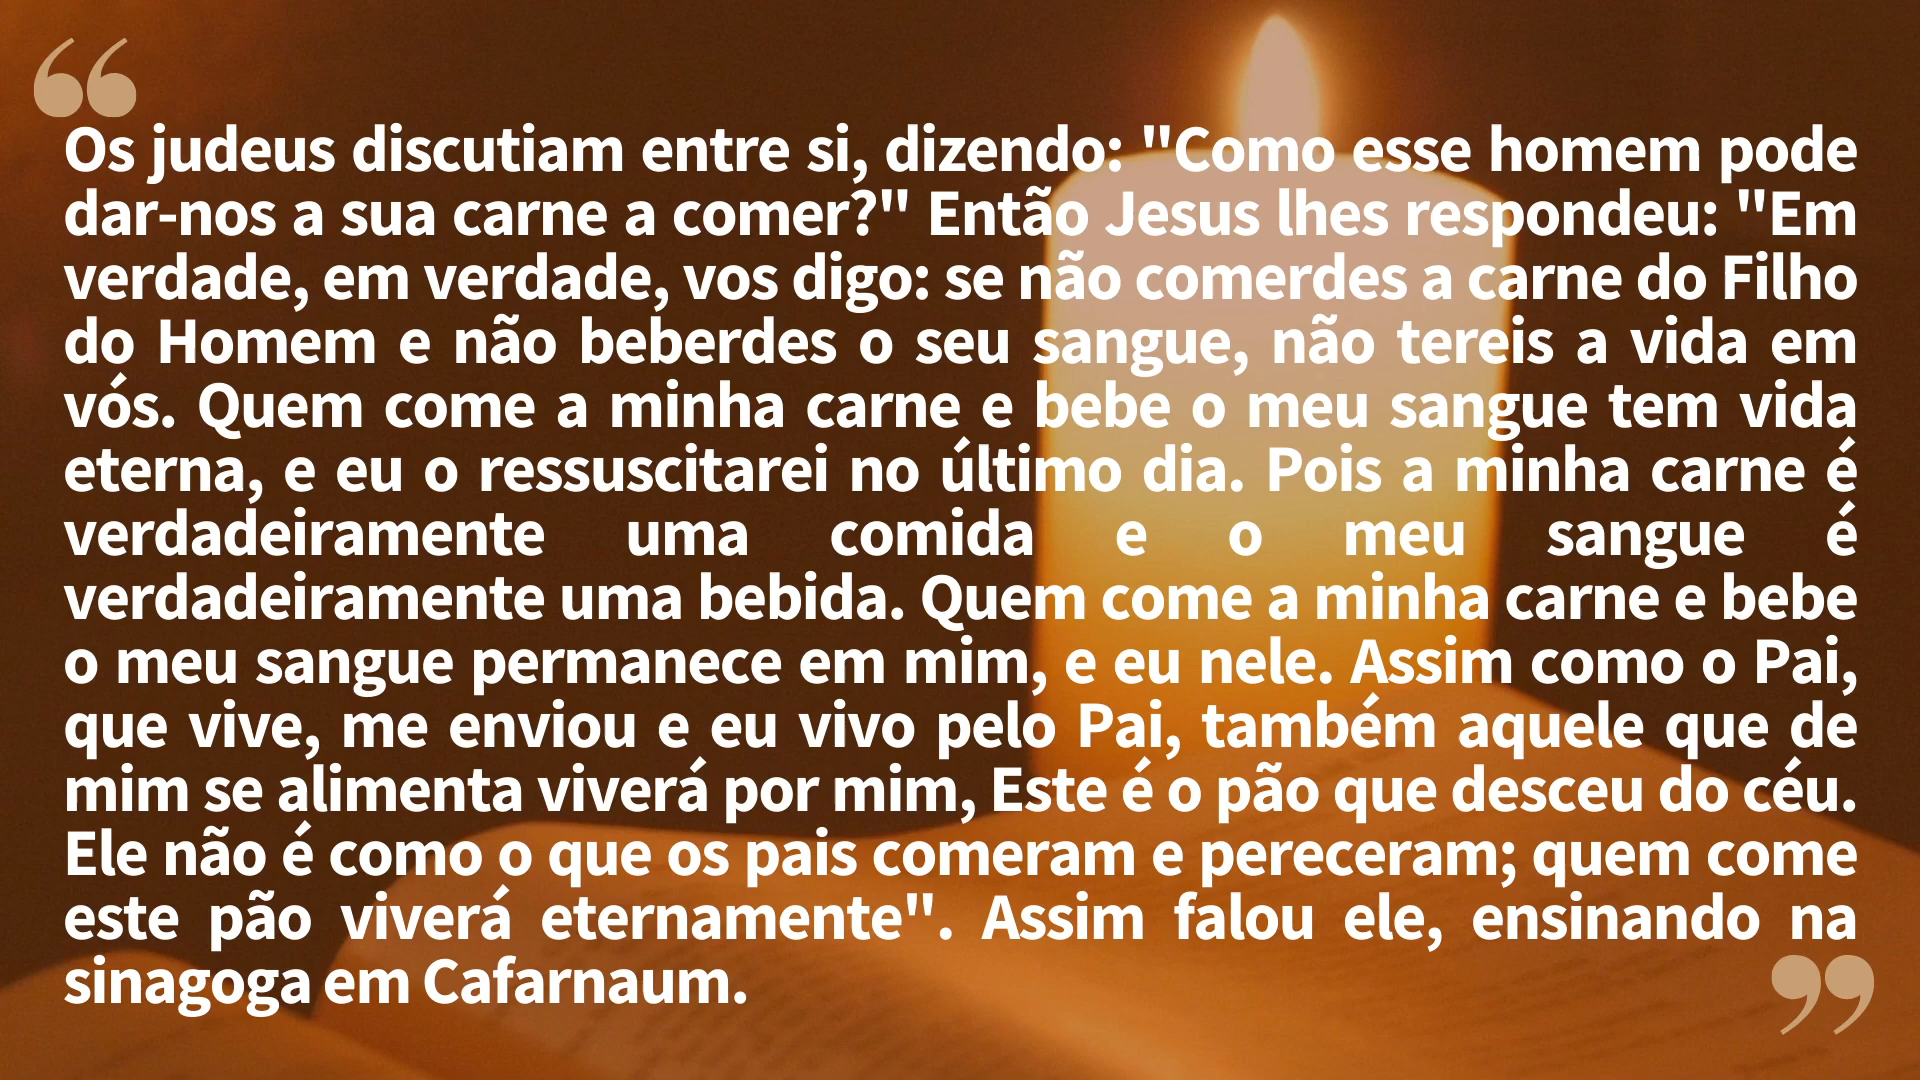 “
Os judeus discutiam entre si, dizendo: "Como esse homem pode
dar-nos a sua carne a comer?" Então Jesus lhes respondeu: "Em
verdade, em verdade, vos digo: se não comerdes a carne do Filho
do Homem e não beberdes o seu sangue, não tereis a vida em
vós. Quem come a minha carne e bebe o meu sangue tem vida
eterna, e eu o ressuscitarei no último dia. Pois a minha carne é
verdadeiramente uma comida e o meu sangue é
verdadeiramente uma bebida. Quem come a minha carne e bebe
o meu sangue permanece em mim, e eu nele. Assim como o Pai,
que vive, me enviou e eu vivo pelo Pai, também aquele que de
mim se alimenta viverá por mim, Este é o pão que desceu do céu.
Ele não é como o que os pais comeram e pereceram; quem come
este pão viverá eternamente". Assim falou ele, ensinando na
sinagoga em Cafarnaum.
”